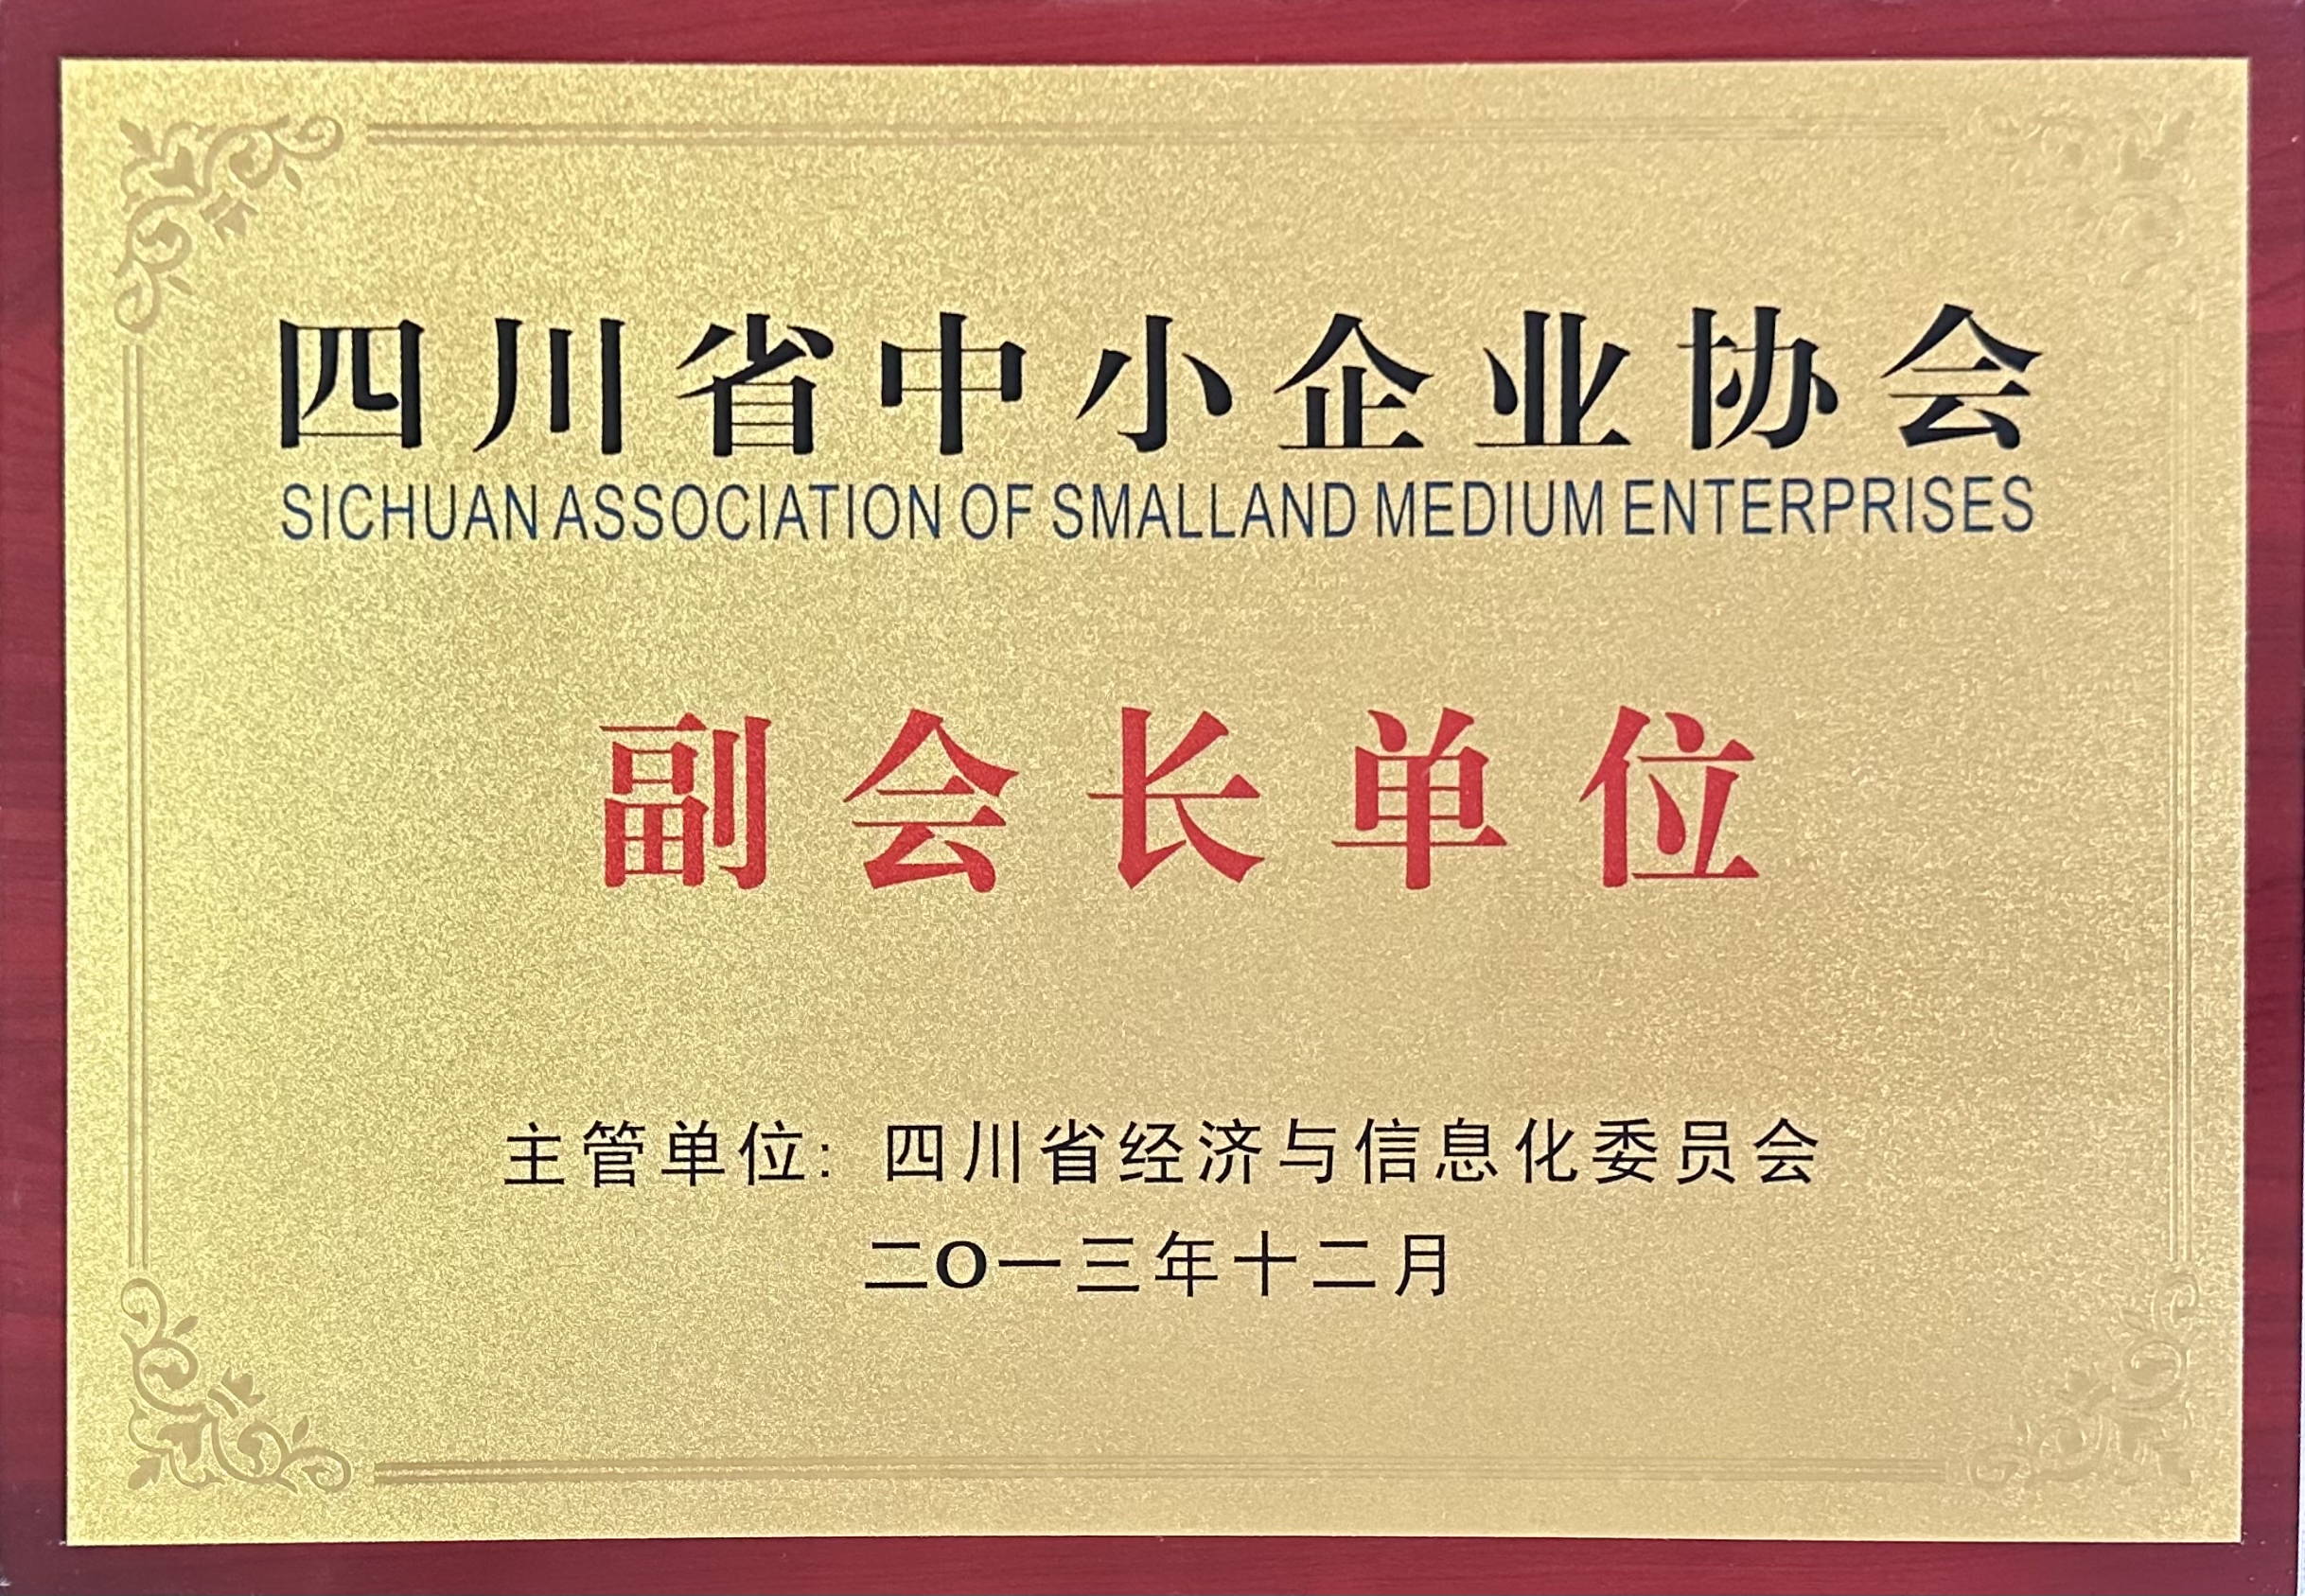 四川省中小企业协会
SICHUAN ASSOCIATION OF SMALLAND MEDIUM ENTERPRISES
副会长单位
主管单位：四川省经济与信息化委员会
二O一三年十二月